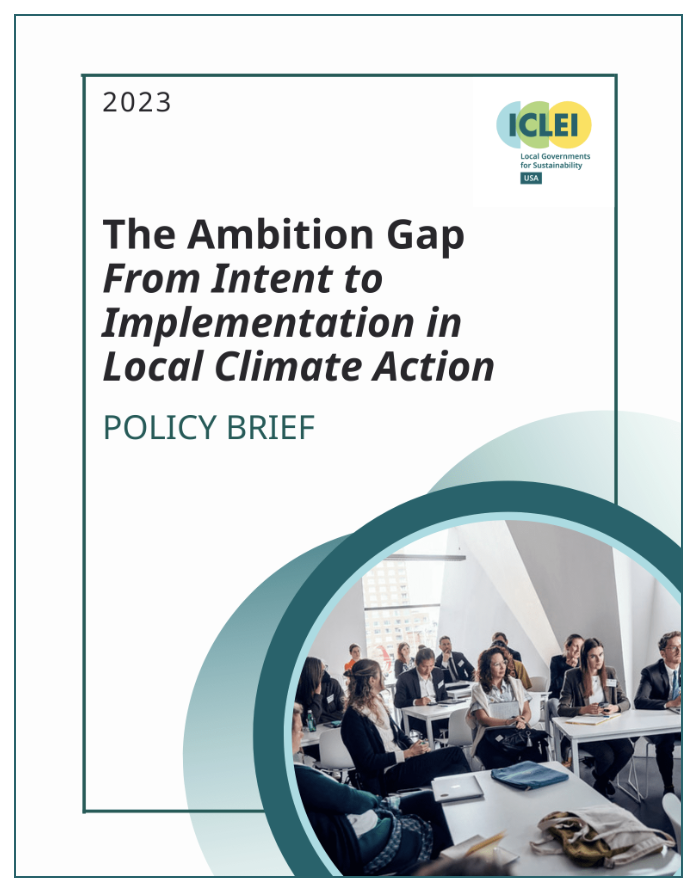 2023
ICLEI
Local Governments
for Sustainability
USA
The Ambition Gap
From Intent to
Implementation in
Local Climate Action
POLICY BRIEF